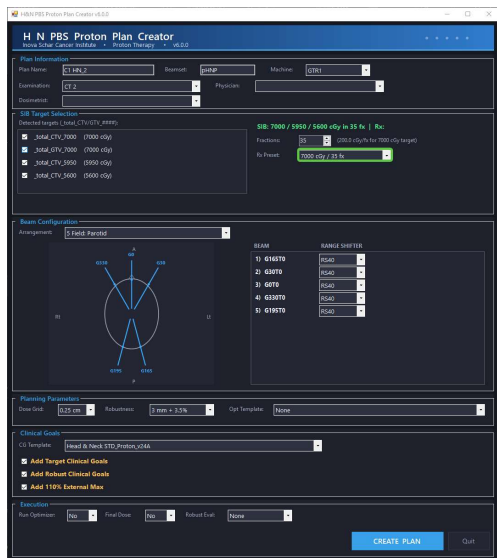 H&N PBS Proton Plan Creator v6.0.0
H N PBS Proton Plan Creator
Inova Schar Cancer Institute • Proton Therapy • v6.0.0
Plan Information
Plan Name: C1 HN_2 Beamset: pHNP Machine: GTR1
Examination: CT 2 Physician:
Dosimetrist:
SIB Target Selection
Detected targets (_total_CTV/GTV_####):
_total_CTV_7000 (7000 cGy)
_total_GTV_7000 (7000 cGy)
_total_CTV_5950 (5950 cGy)
_total_CTV_5600 (5600 cGy)
SIB: 7000 / 5950 / 5600 cGy in 35 fx | Rx:
Fractions: 35 (200.0 cGy/fx for 7000 cGy target)
Rx Preset: 7000 cGy / 35 fx
Beam Configuration
Arrangement: 5 Field: Parotid
A
G0
G330 G30
Rt Lt
G195 G165
P
BEAM RANGE SHIFTER
1) G165T0 RS40
2) G30T0 RS40
3) G0T0 RS40
4) G330T0 RS40
5) G195T0 RS40
Planning Parameters
Dose Grid: 0.25 cm Robustness: 3 mm + 3.5% Opt Template: None
Clinical Goals
CG Template: Head & Neck STD_Proton_v24A
Add Target Clinical Goals
Add Robust Clinical Goals
Add 110% External Max
Execution
Run Optimizer: No Final Dose: No Robust Eval: None
CREATE PLAN Quit